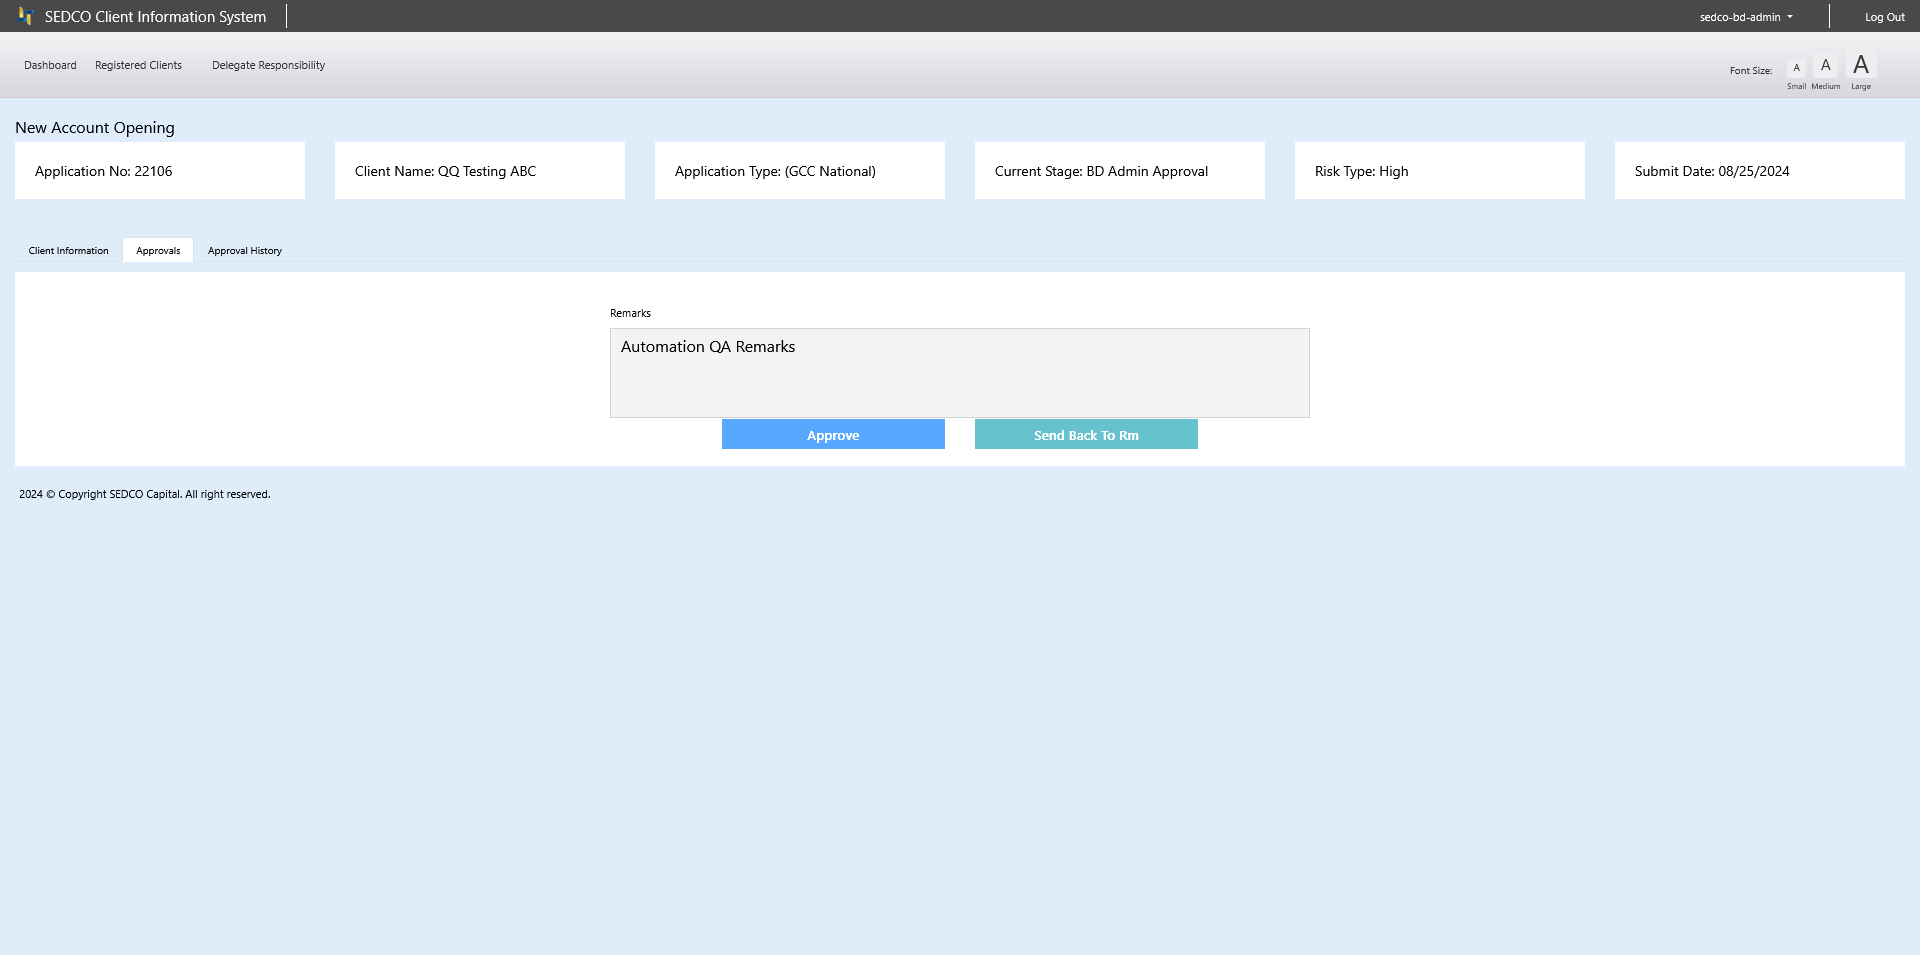 SEDCO Client Information System
sedco-bd-admin
Log Out
Dashboard
Registered Clients
Delegate Responsibility
Font Size:
A
A
A
Small
Medium
Large
New Account Opening
Application No: 22106
Client Name: QQ Testing ABC
Application Type: (GCC National)
Current Stage: BD Admin Approval
Risk Type: High
Submit Date: 08/25/2024
Client Information
Approvals
Approval History
Remarks
Automation QA Remarks
Approve
Send Back To Rm
2024 © Copyright SEDCO Capital. All right reserved.